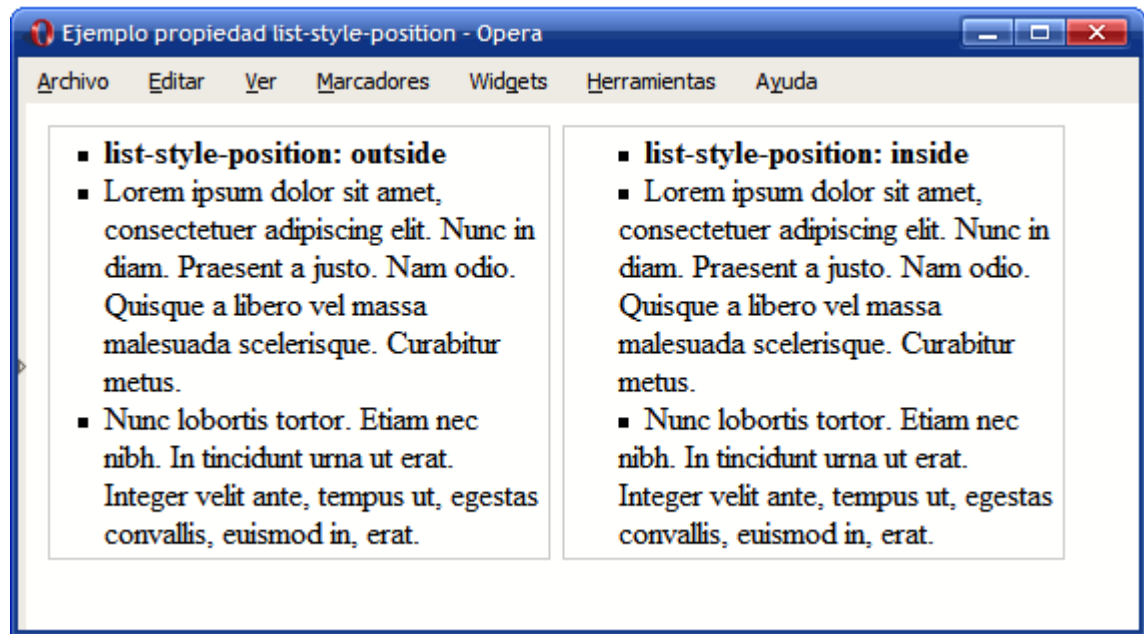 Ejemplo propiedad list-style-position - Opera
Archivo Editar Ver Marcadores Widgets Herramientas Ayuda
list-style-position: outside
Lorem ipsum dolor sit amet,
consectetuer adipiscing elit. Nunc in
diam. Praesent a justo. Nam odio.
Quisque a libero vel massa
malesuada scelerisque. Curabitur
metus.
Nunc lobortis tortor. Etiam nec
nibh. In tincidunt urna ut erat.
Integer velit ante, tempus ut, egestas
convallis, euismod in, erat.
list-style-position: inside
Lorem ipsum dolor sit amet,
consectetuer adipiscing elit. Nunc in
diam. Praesent a justo. Nam odio.
Quisque a libero vel massa
malesuada scelerisque. Curabitur
metus.
Nunc lobortis tortor. Etiam nec
nibh. In tincidunt urna ut erat.
Integer velit ante, tempus ut, egestas
convallis, euismod in, erat.